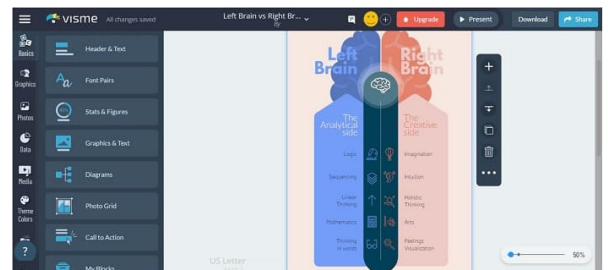 visme
All changes saved
Left Brain vs Right Br...
Upgrade
Present
Download
Share
Basics
Graphics
Photos
Data
Media
Theme
Colors
?
Header & Text
Aa
Font Pairs
Stats & Figures
Graphics & Text
Diagrams
Photo Grid
Call to Action
My Blocks
Left
Brain
Right
Brain
The
Analytical
side
The
Creative
side
Logic
Imagination
Sequencing
Intuition
Linear
Thinking
Holistic
Thinking
Mathematics
Arts
Thinking
in words
Feelings
Visualization
US Letter
50%